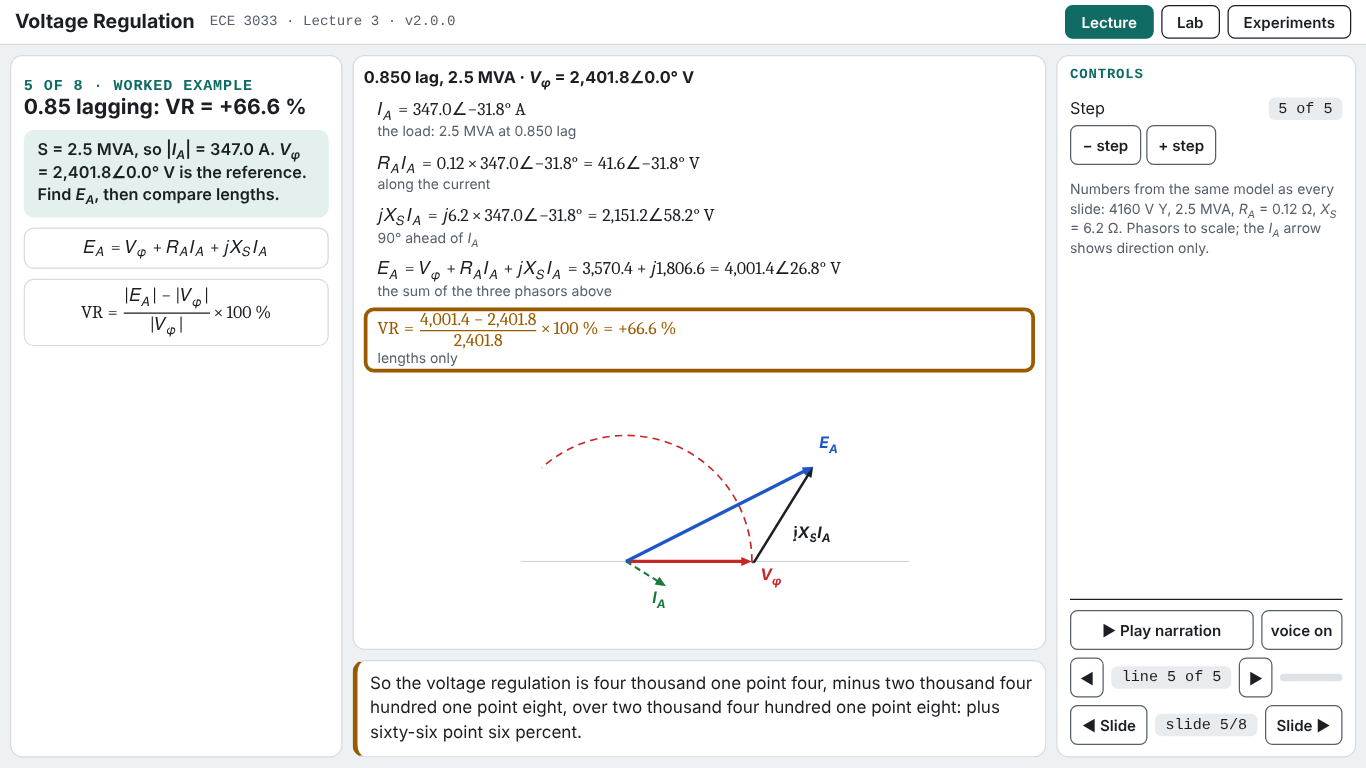 Voltage Regulation ECE 3033 · Lecture 3 · v2.0.0 Lecture Lab Experiments
5 OF 8 · WORKED EXAMPLE
0.85 lagging: VR = +66.6 %
S = 2.5 MVA, so |I_A| = 347.0 A. V_φ
= 2,401.8∠0.0° V is the reference.
Find E_A, then compare lengths.
E_A = V_φ + R_A I_A + jX_S I_A
VR = (|E_A| − |V_φ|) / |V_φ| × 100 %
0.850 lag, 2.5 MVA · V_φ = 2,401.8∠0.0° V
I_A = 347.0∠−31.8° A
the load: 2.5 MVA at 0.850 lag
R_A I_A = 0.12 × 347.0∠−31.8° = 41.6∠−31.8° V
along the current
jX_S I_A = j6.2 × 347.0∠−31.8° = 2,151.2∠58.2° V
90° ahead of I_A
E_A = V_φ + R_A I_A + jX_S I_A = 3,570.4 + j1,806.6 = 4,001.4∠26.8° V
the sum of the three phasors above
VR = (4,001.4 − 2,401.8) / 2,401.8 × 100 % = +66.6 %
lengths only
E_A
jX_S I_A
V_φ
I_A
So the voltage regulation is four thousand one point four, minus two thousand four
hundred one point eight, over two thousand four hundred one point eight: plus
sixty-six point six percent.
CONTROLS
Step 5 of 5
− step + step
Numbers from the same model as every
slide: 4160 V Y, 2.5 MVA, R_A = 0.12 Ω, X_S
= 6.2 Ω. Phasors to scale; the I_A arrow
shows direction only.
▶ Play narration voice on
◀ line 5 of 5 ▶
◀ Slide slide 5/8 Slide ▶